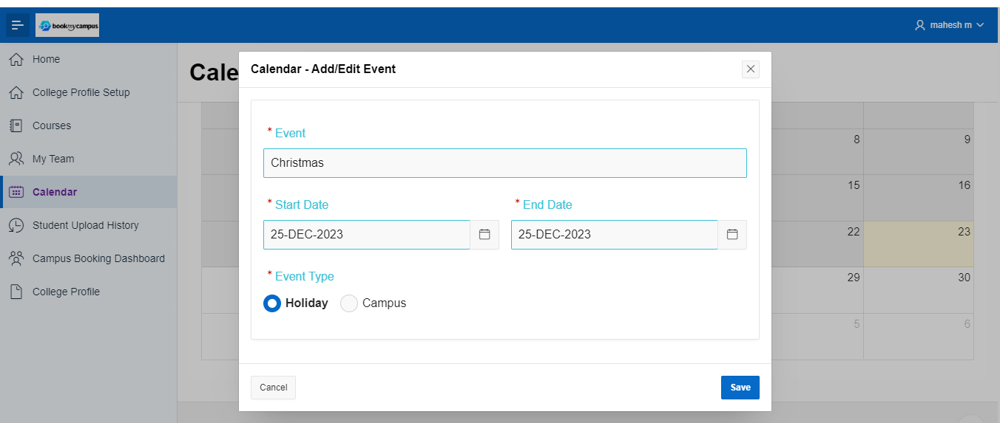 bookmycampus
mahesh m
Home
College Profile Setup
Courses
My Team
Calendar
Student Upload History
Campus Booking Dashboard
College Profile
Cale
Calendar - Add/Edit Event
* Event
Christmas
* Start Date
* End Date
25-DEC-2023
25-DEC-2023
* Event Type
Holiday
Campus
Cancel
Save
8 9
15 16
22 23
29 30
5 6